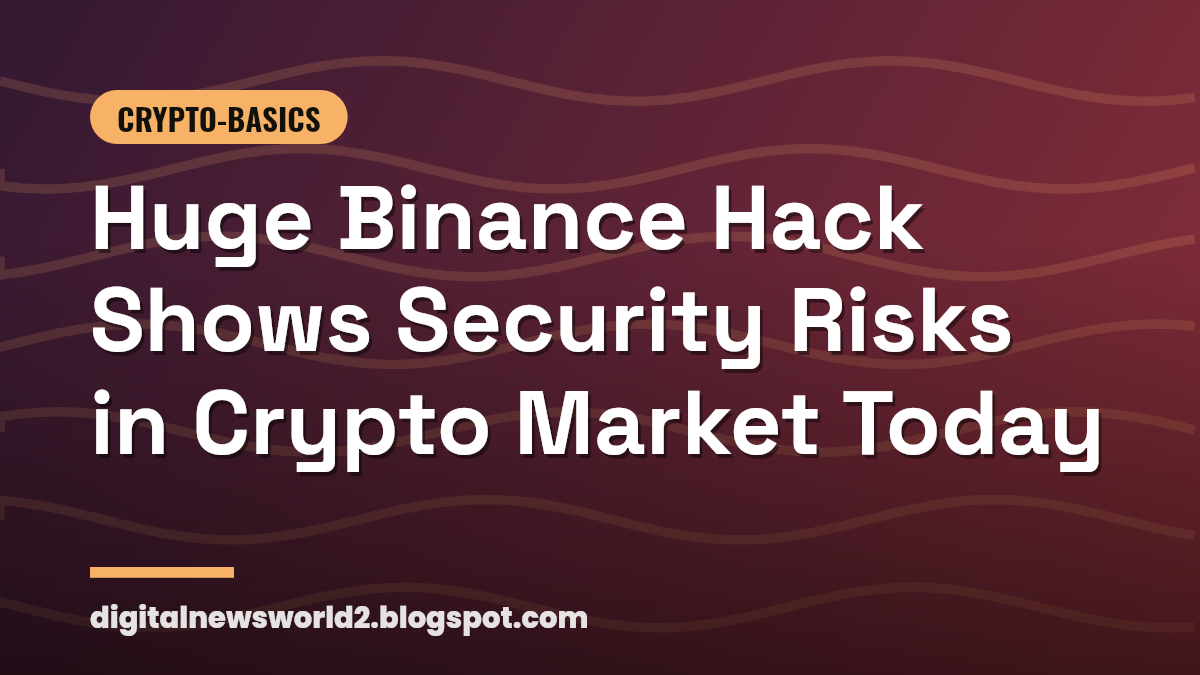 CRYPTO-BASICS
Huge Binance Hack
Shows Security Risks
in Crypto Market Today
digitalnewsworld2.blogspot.com